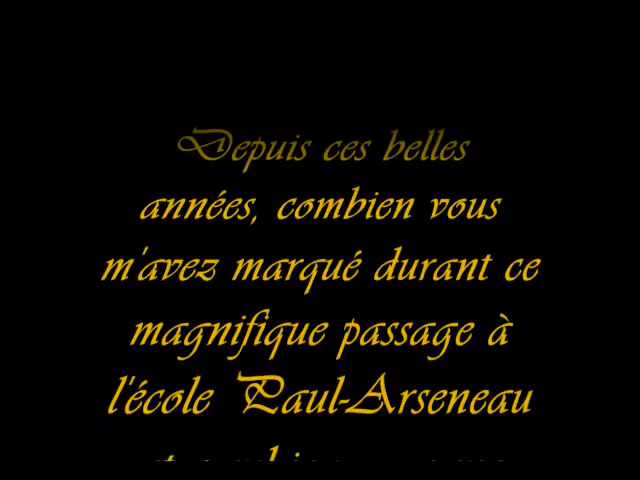 Depuis ces belles
années, combien vous
m'avez marqué durant ce
magnifique passage à
l'école Paul-Arseneau